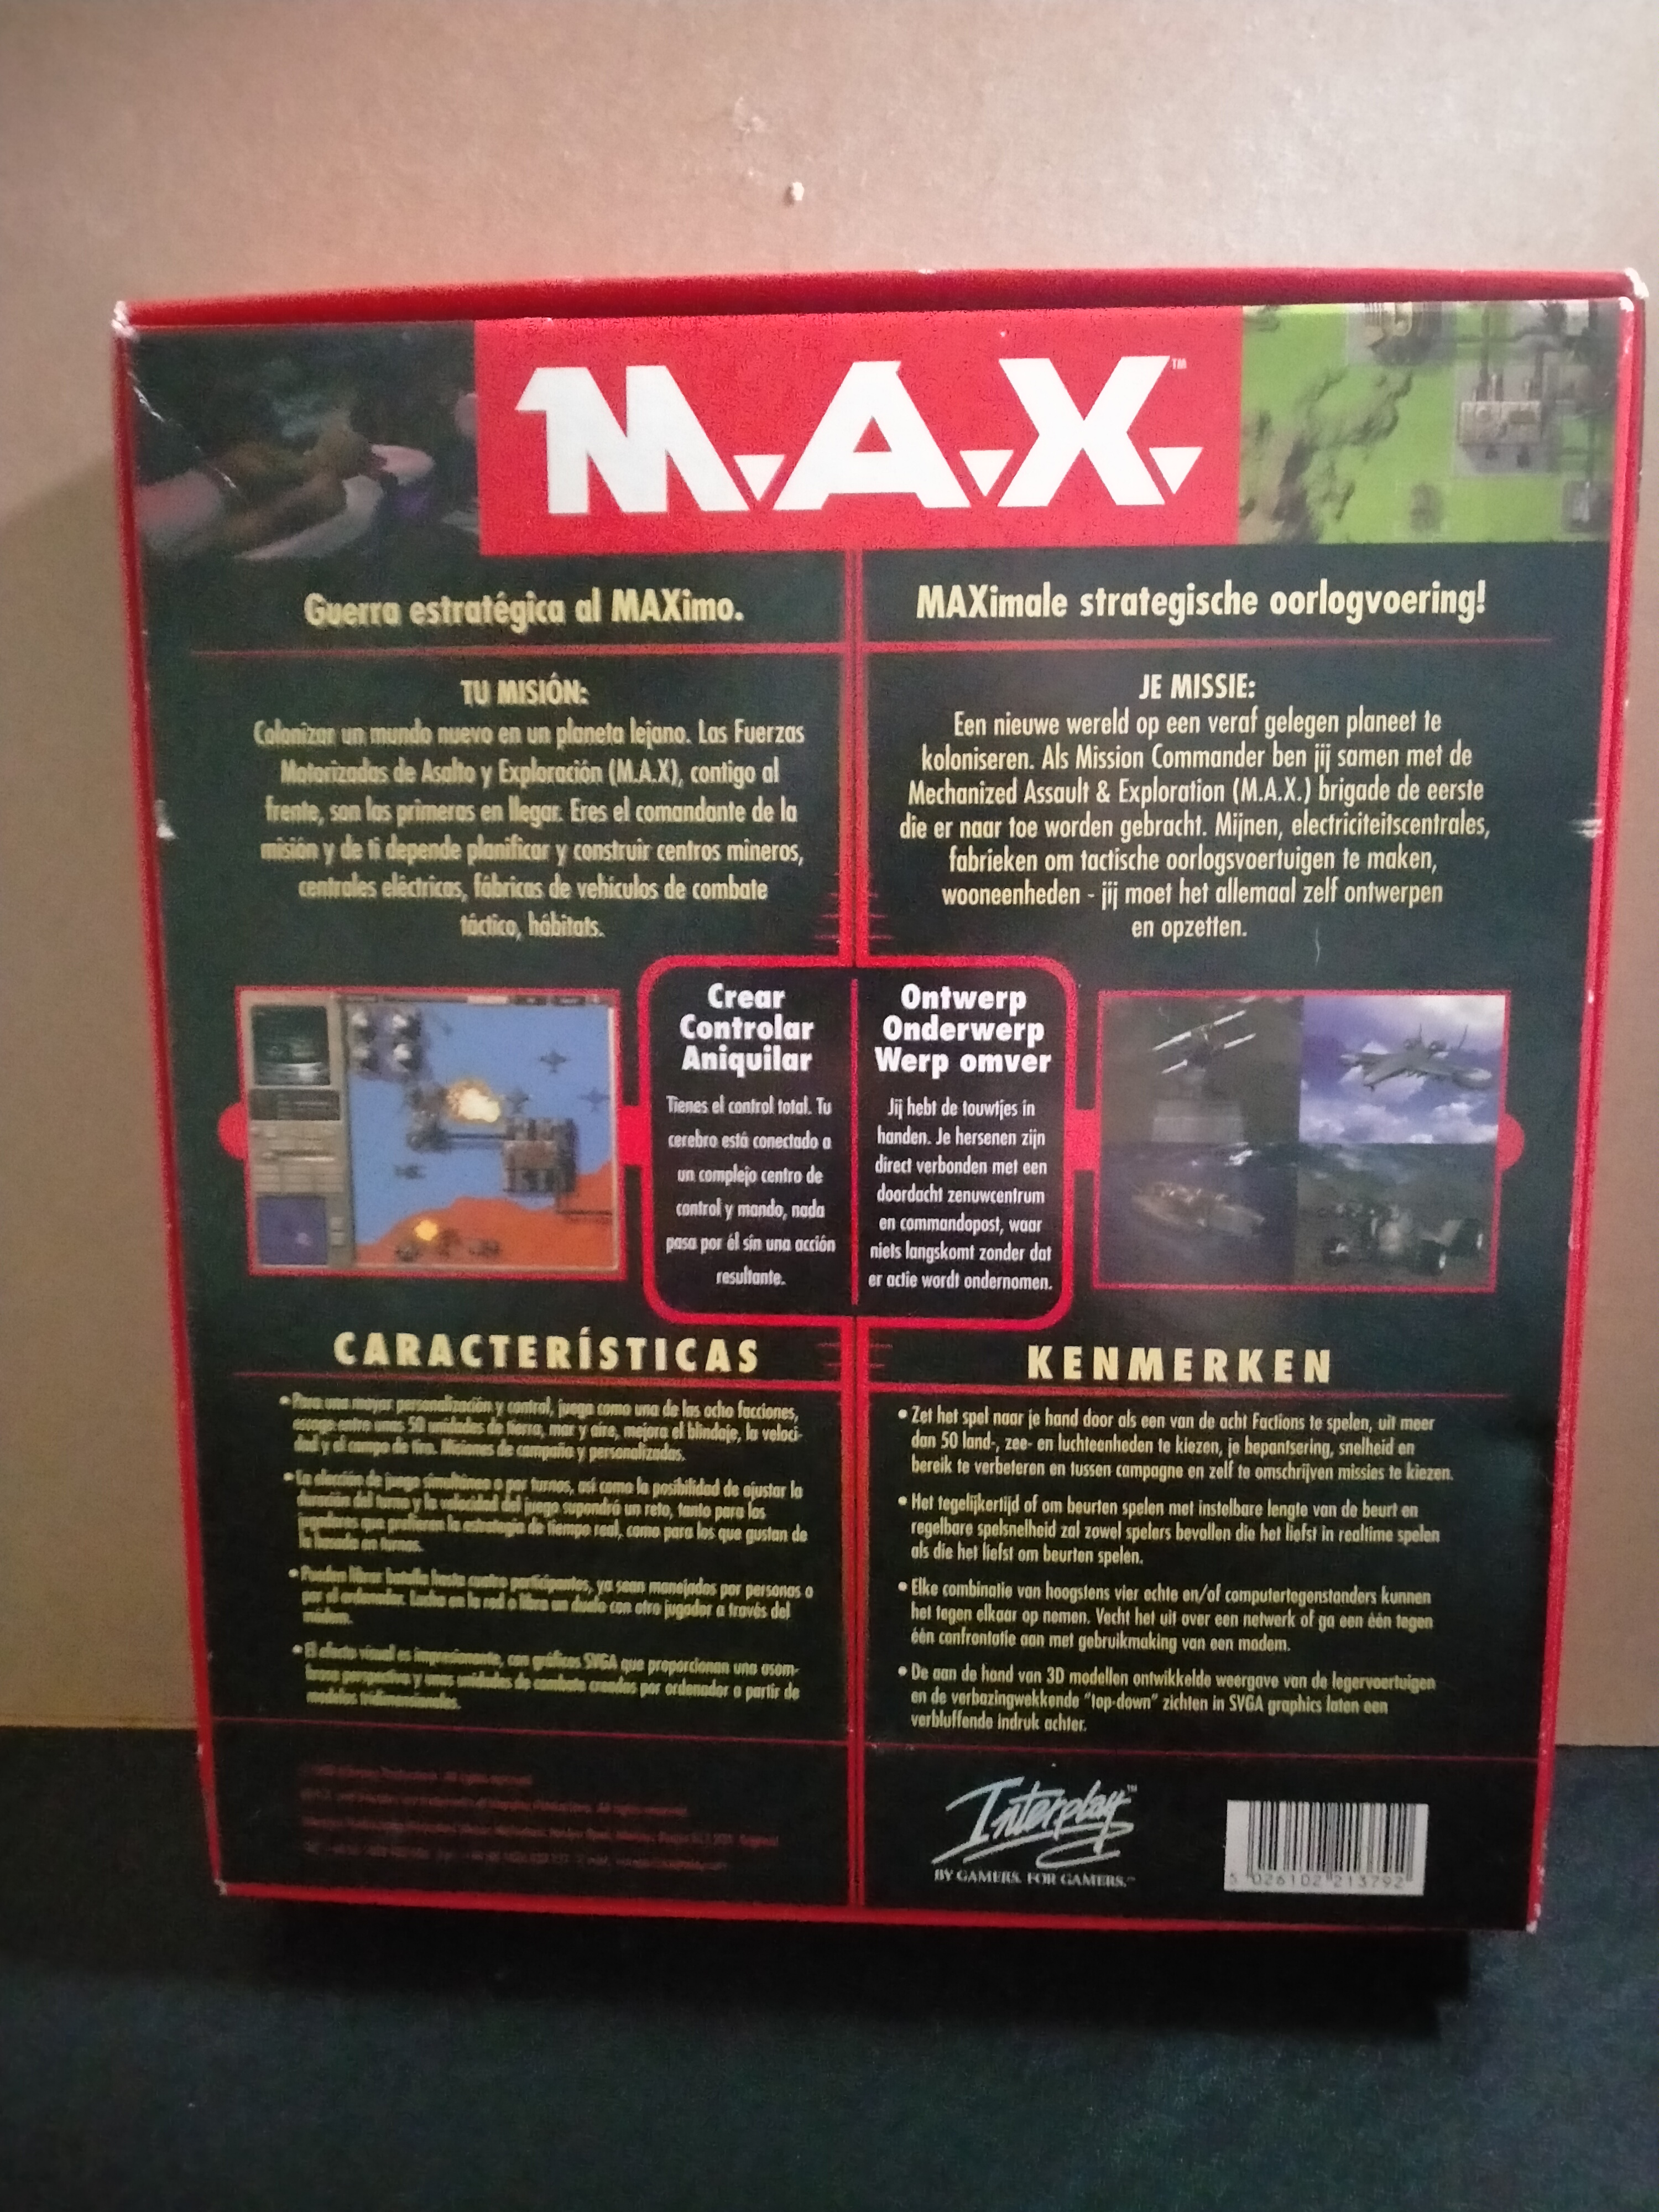 M.A.X.™
Guerra estratégica al MAXimo.
TU MISIÓN:
Colonizar un mundo nuevo en un planeta lejano. Las Fuerzas
Motorizadas de Asalto y Exploración (M.A.X), contigo al
frente, son las primeras en llegar. Eres el comandante de la
misión y de ti depende planificar y construir centros mineros,
centrales eléctricas, fábricas de vehículos de combate
táctico, hábitats.
MAXimale strategische oorlogvoering!
JE MISSIE:
Een nieuwe wereld op een veraf gelegen planeet te
koloniseren. Als Mission Commander ben jij samen met de
Mechanized Assault & Exploration (M.A.X.) brigade de eerste
die er naar toe worden gebracht. Mijnen, electriciteitscentrales,
fabrieken om tactische oorlogsvoertuigen te maken,
wooneenheden - jij moet het allemaal zelf ontwerpen
en opzetten.
Crear
Controlar
Aniquilar
Tienes el control total. Tu
cerebro está conectado a
un complejo centro de
control y mando, nada
pasa por él sin una acción
resultante.
Ontwerp
Onderwerp
Werp omver
Jij hebt de touwtjes in
handen. Je hersenen zijn
direct verbonden met een
doordacht zenuwcentrum
en commandopost, waar
niets langskomt zonder dat
er actie wordt ondernomen.
CARACTERÍSTICAS
• Para una mayor personalización y control, juega como una de las ocho facciones,
escoge entre unas 50 unidades de tierra, mar y aire, mejora el blindaje, la veloci-
dad y el campo de tiro. Misiones de campaña y personalizadas.
• La elección de juego simultáneo o por turnos, así como la posibilidad de ajustar la
duración del turno y la velocidad del juego supondrá un reto, tanto para los
jugadores que prefieran la estrategia de tiempo real, como para los que gustan de
la basada en turnos.
• Pueden librar batalla hasta cuatro participantes, ya sean manejados por personas o
por el ordenador. Lucha en la red o libra un duelo con otro jugador a través del
módem.
• El efecto visual es impresionante, con gráficos SVGA que proporcionan una asom-
brosa perspectiva y unas unidades de combate creadas por ordenador a partir de
modelos tridimensionales.
KENMERKEN
• Zet het spel naar je hand door als een van de acht Factions te spelen, uit meer
dan 50 land-, zee- en luchteenheden te kiezen, je bepantsering, snelheid en
bereik te verbeteren en tussen campagne en zelf te omschrijven missies te kiezen.
• Het tegelijkertijd of om beurten spelen met instelbare lengte van de beurt en
regelbare spelsnelheid zal zowel spelers bevallen die het liefst in realtime spelen
als die het liefst om beurten spelen.
• Elke combinatie van hoogstens vier echte en/of computertegenstanders kunnen
het tegen elkaar op nemen. Vecht het uit over een netwerk of ga een één tegen
één confrontatie aan met gebruikmaking van een modem.
• De aan de hand van 3D modellen ontwikkelde weergave van de legervoertuigen
en de verbazingwekkende "top-down" zichten in SVGA graphics laten een
verbluffende indruk achter.
Productions. All rights reserved.
All rights reserved.
Interplay™
BY GAMERS. FOR GAMERS.™
5 026102 213792